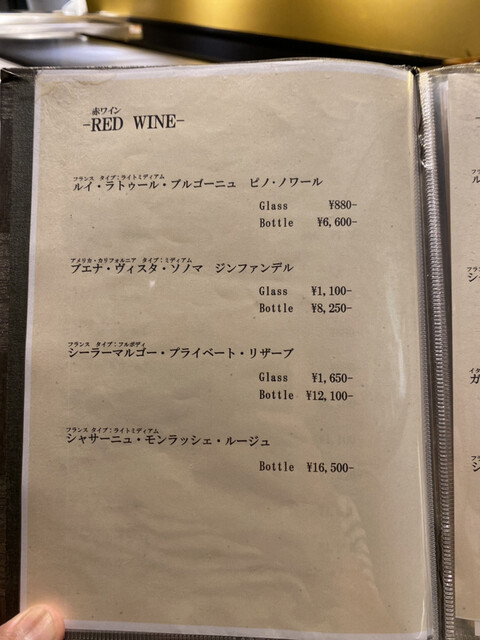 赤ワイン
-RED WINE-
フランス タイプ:ライトミディアム
ルイ・ラトゥール・ブルゴーニュ ピノ・ノワール
Glass ¥880-
Bottle ¥6,600-
アメリカ・カラフォルニア タイプ:ミディアム
ブエナ・ヴィスタ・ソノマ ジンファンデル
Glass ¥1,100-
Bottle ¥8,250-
フランス タイプ:フルボディ
シーラーマルゴー・プライベート・リザーブ
Glass ¥1,650-
Bottle ¥12,100-
フランス タイプ:ライトミディアム
シャサーニュ・モンラッシェ・ルージュ
Bottle ¥16,500-